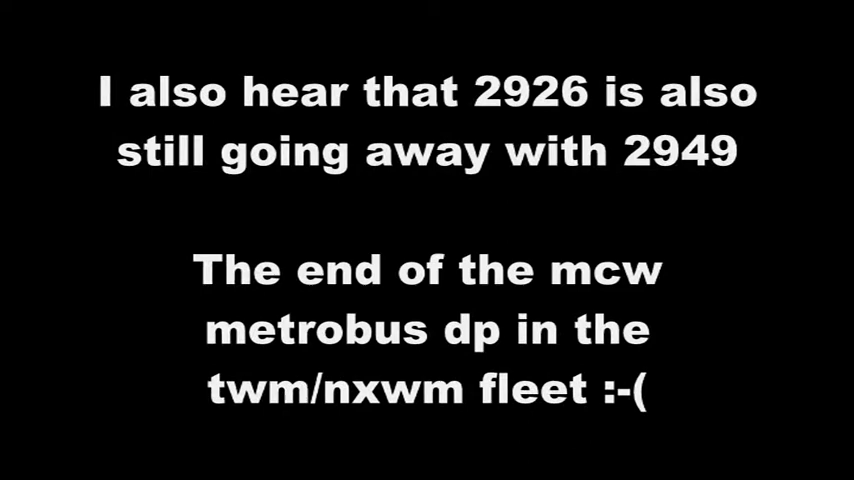 I also hear that 2926 is also
still going away with 2949
The end of the mcw
metrobus dp in the
twm/nxwm fleet :-(